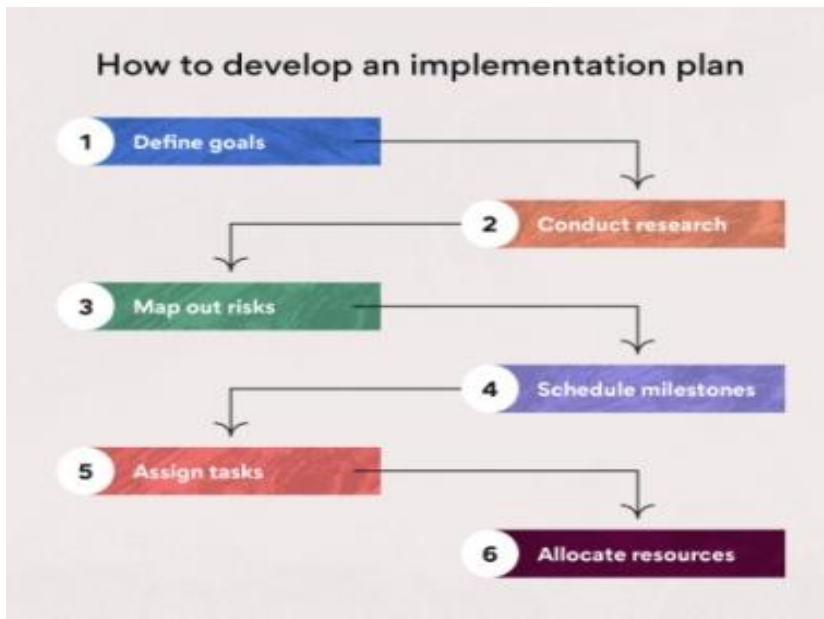 How to develop an implementation plan
1 Define goals
2 Conduct research
3 Map out risks
4 Schedule milestones
5 Assign tasks
6 Allocate resources